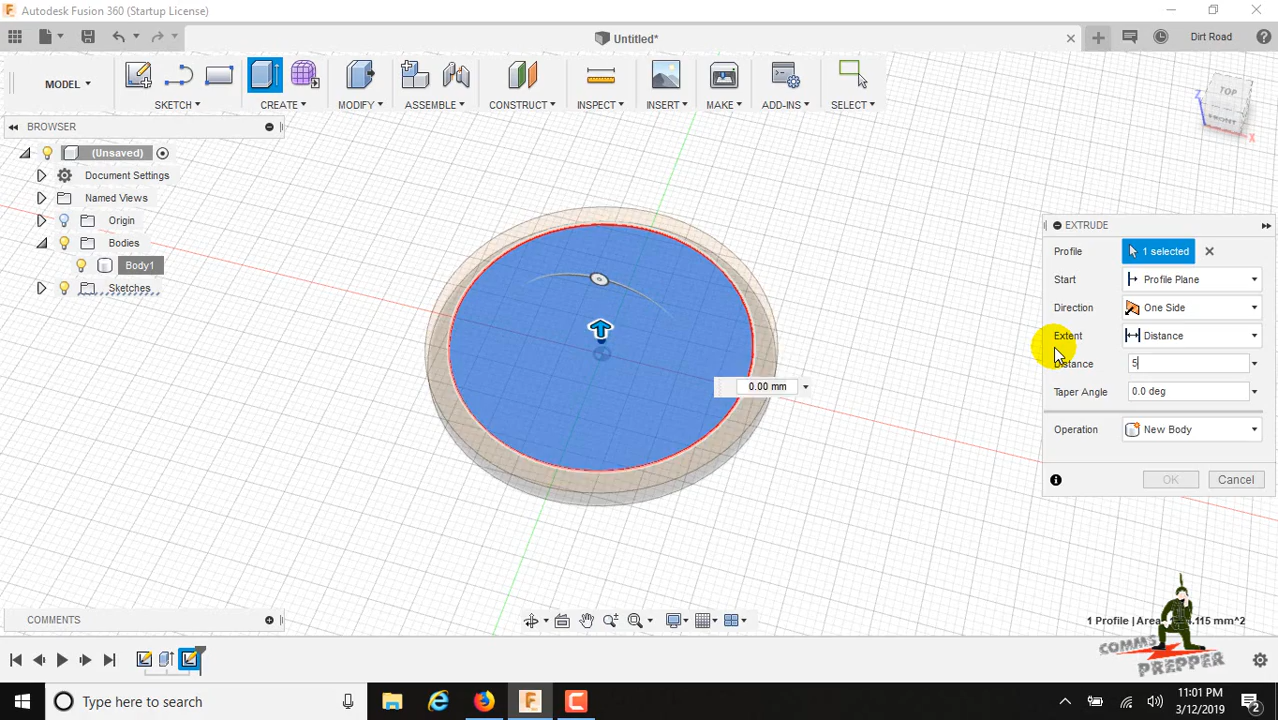 Autodesk Fusion 360 (Startup License)
Untitled*
Dirt Road
MODEL
SKETCH
CREATE
MODIFY
ASSEMBLE
CONSTRUCT
INSPECT
INSERT
MAKE
ADD-INS
SELECT
TOP
FRONT
Z
X
BROWSER
(Unsaved)
Document Settings
Named Views
Origin
Bodies
Body1
Sketches
EXTRUDE
Profile 1 selected
Start Profile Plane
Direction One Side
Extent Distance
Distance 5
Taper Angle 0.0 deg
Operation New Body
OK Cancel
0.00 mm
COMMENTS
1 Profile | Area .115 mm^2
COMMS
PREPPER
Type here to search
11:01 PM
3/12/2019
2